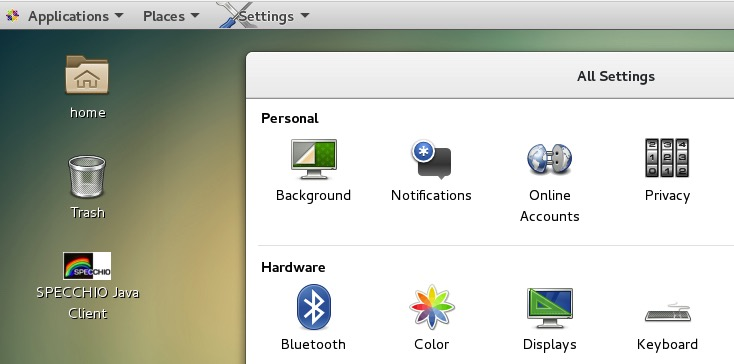 Applications Places Settings
All Settings
home
Trash
SPECCHIO
SPECCHIO Java
Client
Personal
Background Notifications Online
Accounts
Privacy
Hardware
Bluetooth Color Displays Keyboard